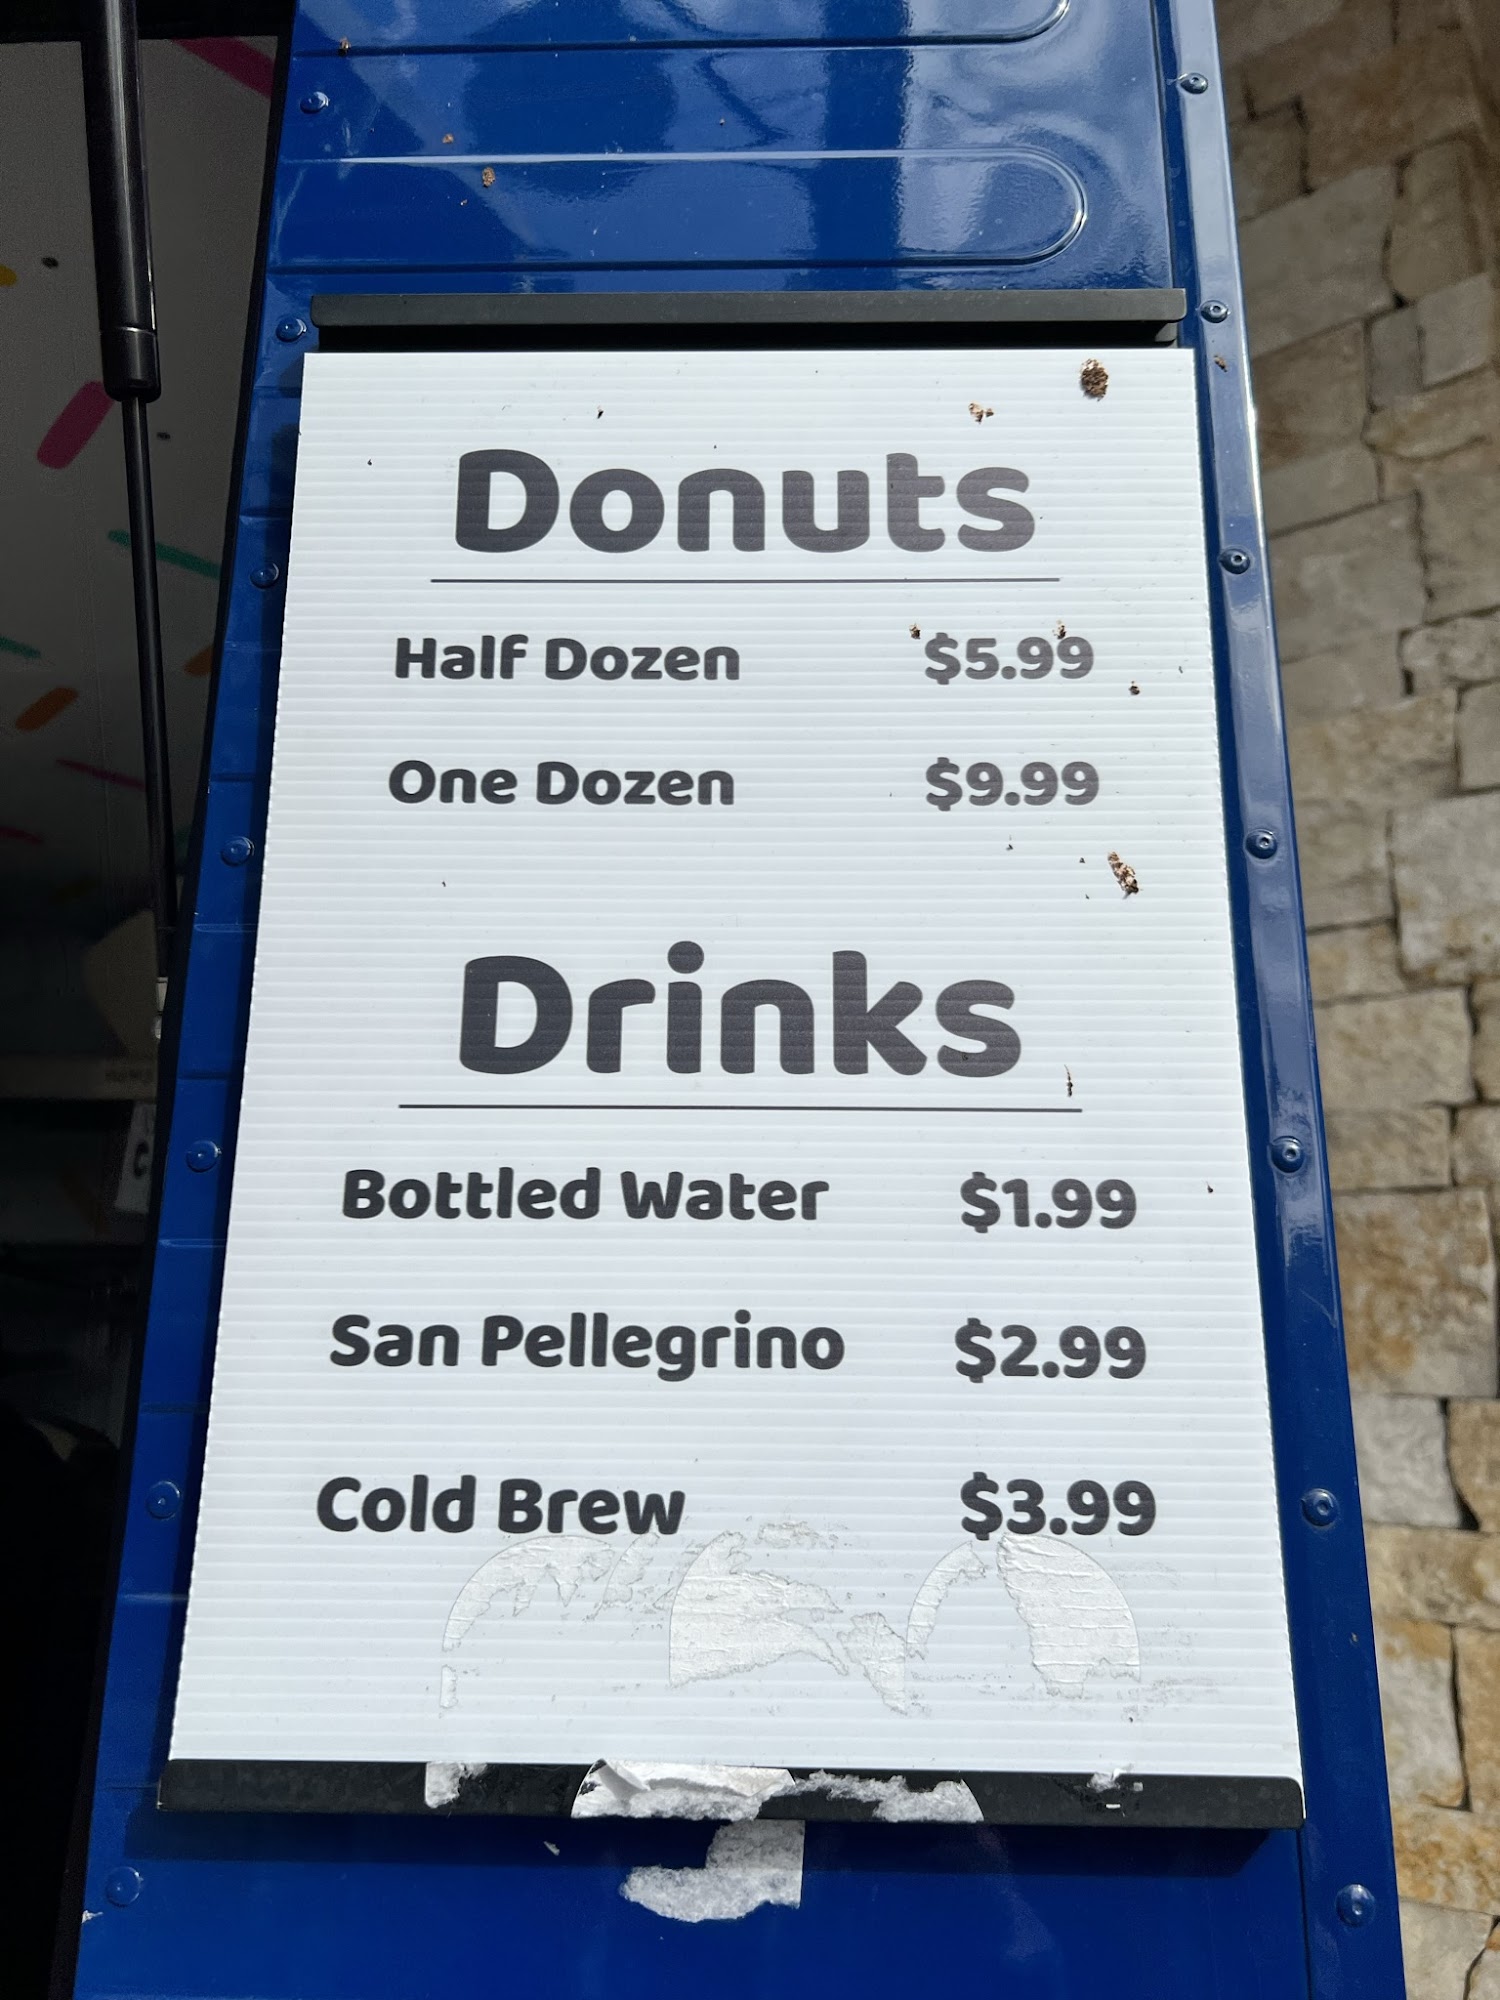 Donuts
Half Dozen $5.99
One Dozen $9.99
Drinks
Bottled Water $1.99
San Pellegrino $2.99
Cold Brew $3.99